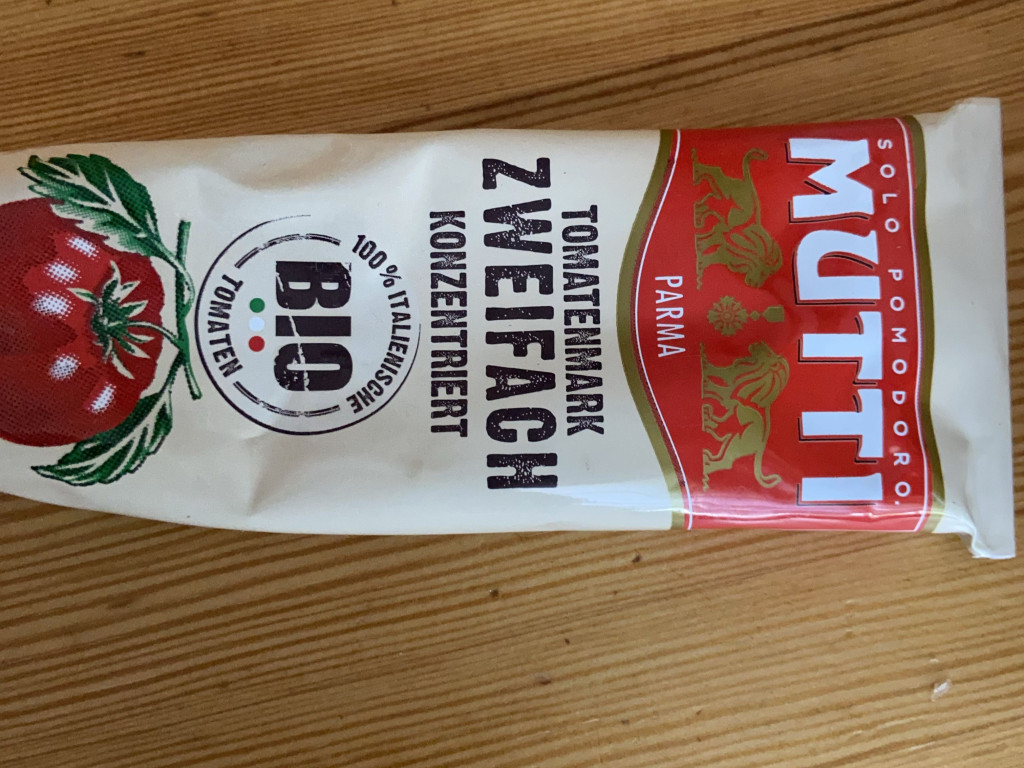 SOLO POMODORO.
MUTTI
PARMA
TOMATENMARK
ZWEIFACH
KONZENTRIERT
100% ITALIENISCHE
BIO
TOMATEN